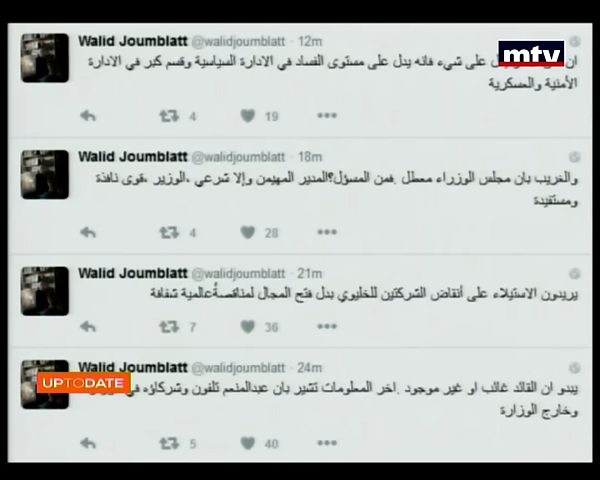 mtv
Walid Joumblatt @walidjoumblatt · 12m
ان على شيء فانه يدل على مستوى الفساد في الادارة السياسية وقسم كبر في الادارة
الأمنية والعسكرية
4 19
Walid Joumblatt @walidjoumblatt · 18m
والغريب بان مجلس الوزراء معطل .فمن المسؤل؟المدير المهيمن وإلا شرعي ،الوزير ،قوى نافذة
ومستفيدة
4 28
Walid Joumblatt @walidjoumblatt · 21m
يريدون الاستيلاء على أنقاض الشركتين للخليوي بدل فتح المجال لمناقصةُعالمية شفافة
7 36
Walid Joumblatt @walidjoumblatt · 24m
يبدو ان القائد غائب او غير موجود .اخر المعلومات تشير بان عبدالمنعم تلفون وشركاؤه في
UPTODATE
وخارج الوزارة
5 40